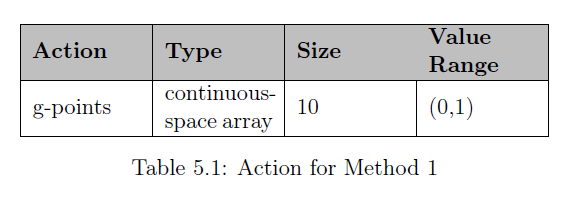 Action Type Size Value Range
g-points continuous-space array 10 (0,1)
Table 5.1: Action for Method 1